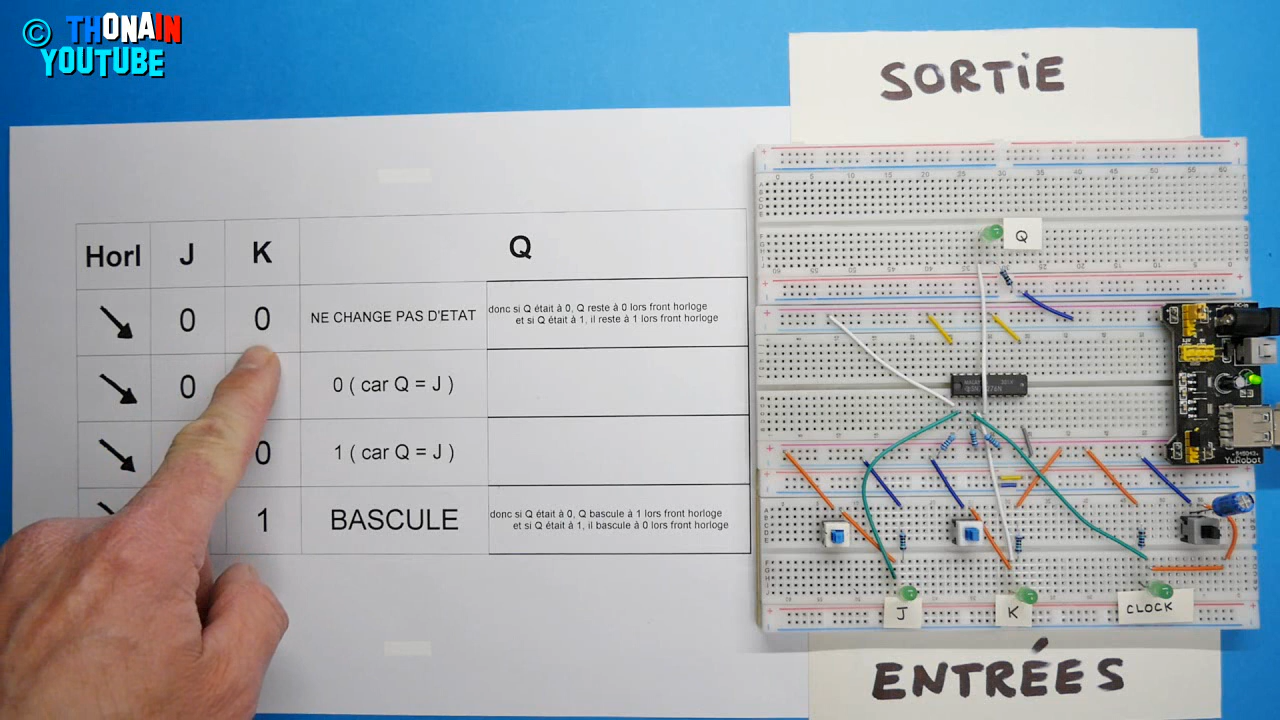 © THONAIN
YOUTUBE
SORTIE
Horl J K Q
0 0 NE CHANGE PAS D'ETAT donc si Q était à 0, Q reste à 0 lors front horloge
et si Q était à 1, il reste à 1 lors front horloge
0 0 ( car Q = J )
0 1 ( car Q = J )
1 BASCULE donc si Q était à 0, Q bascule à 1 lors front horloge
et si Q était à 1, il bascule à 0 lors front horloge
Q
YuRobot
J
K
CLOCK
ENTRÉES